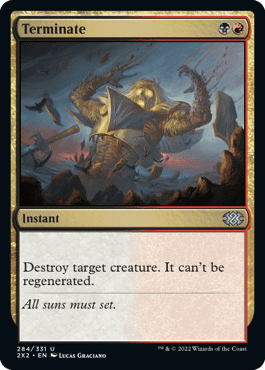 Terminate
Instant
Destroy target creature. It can't be
regenerated.
All suns must set.
284/331 U
2X2 • EN Lucas Graciano
™ & © 2022 Wizards of the Coast